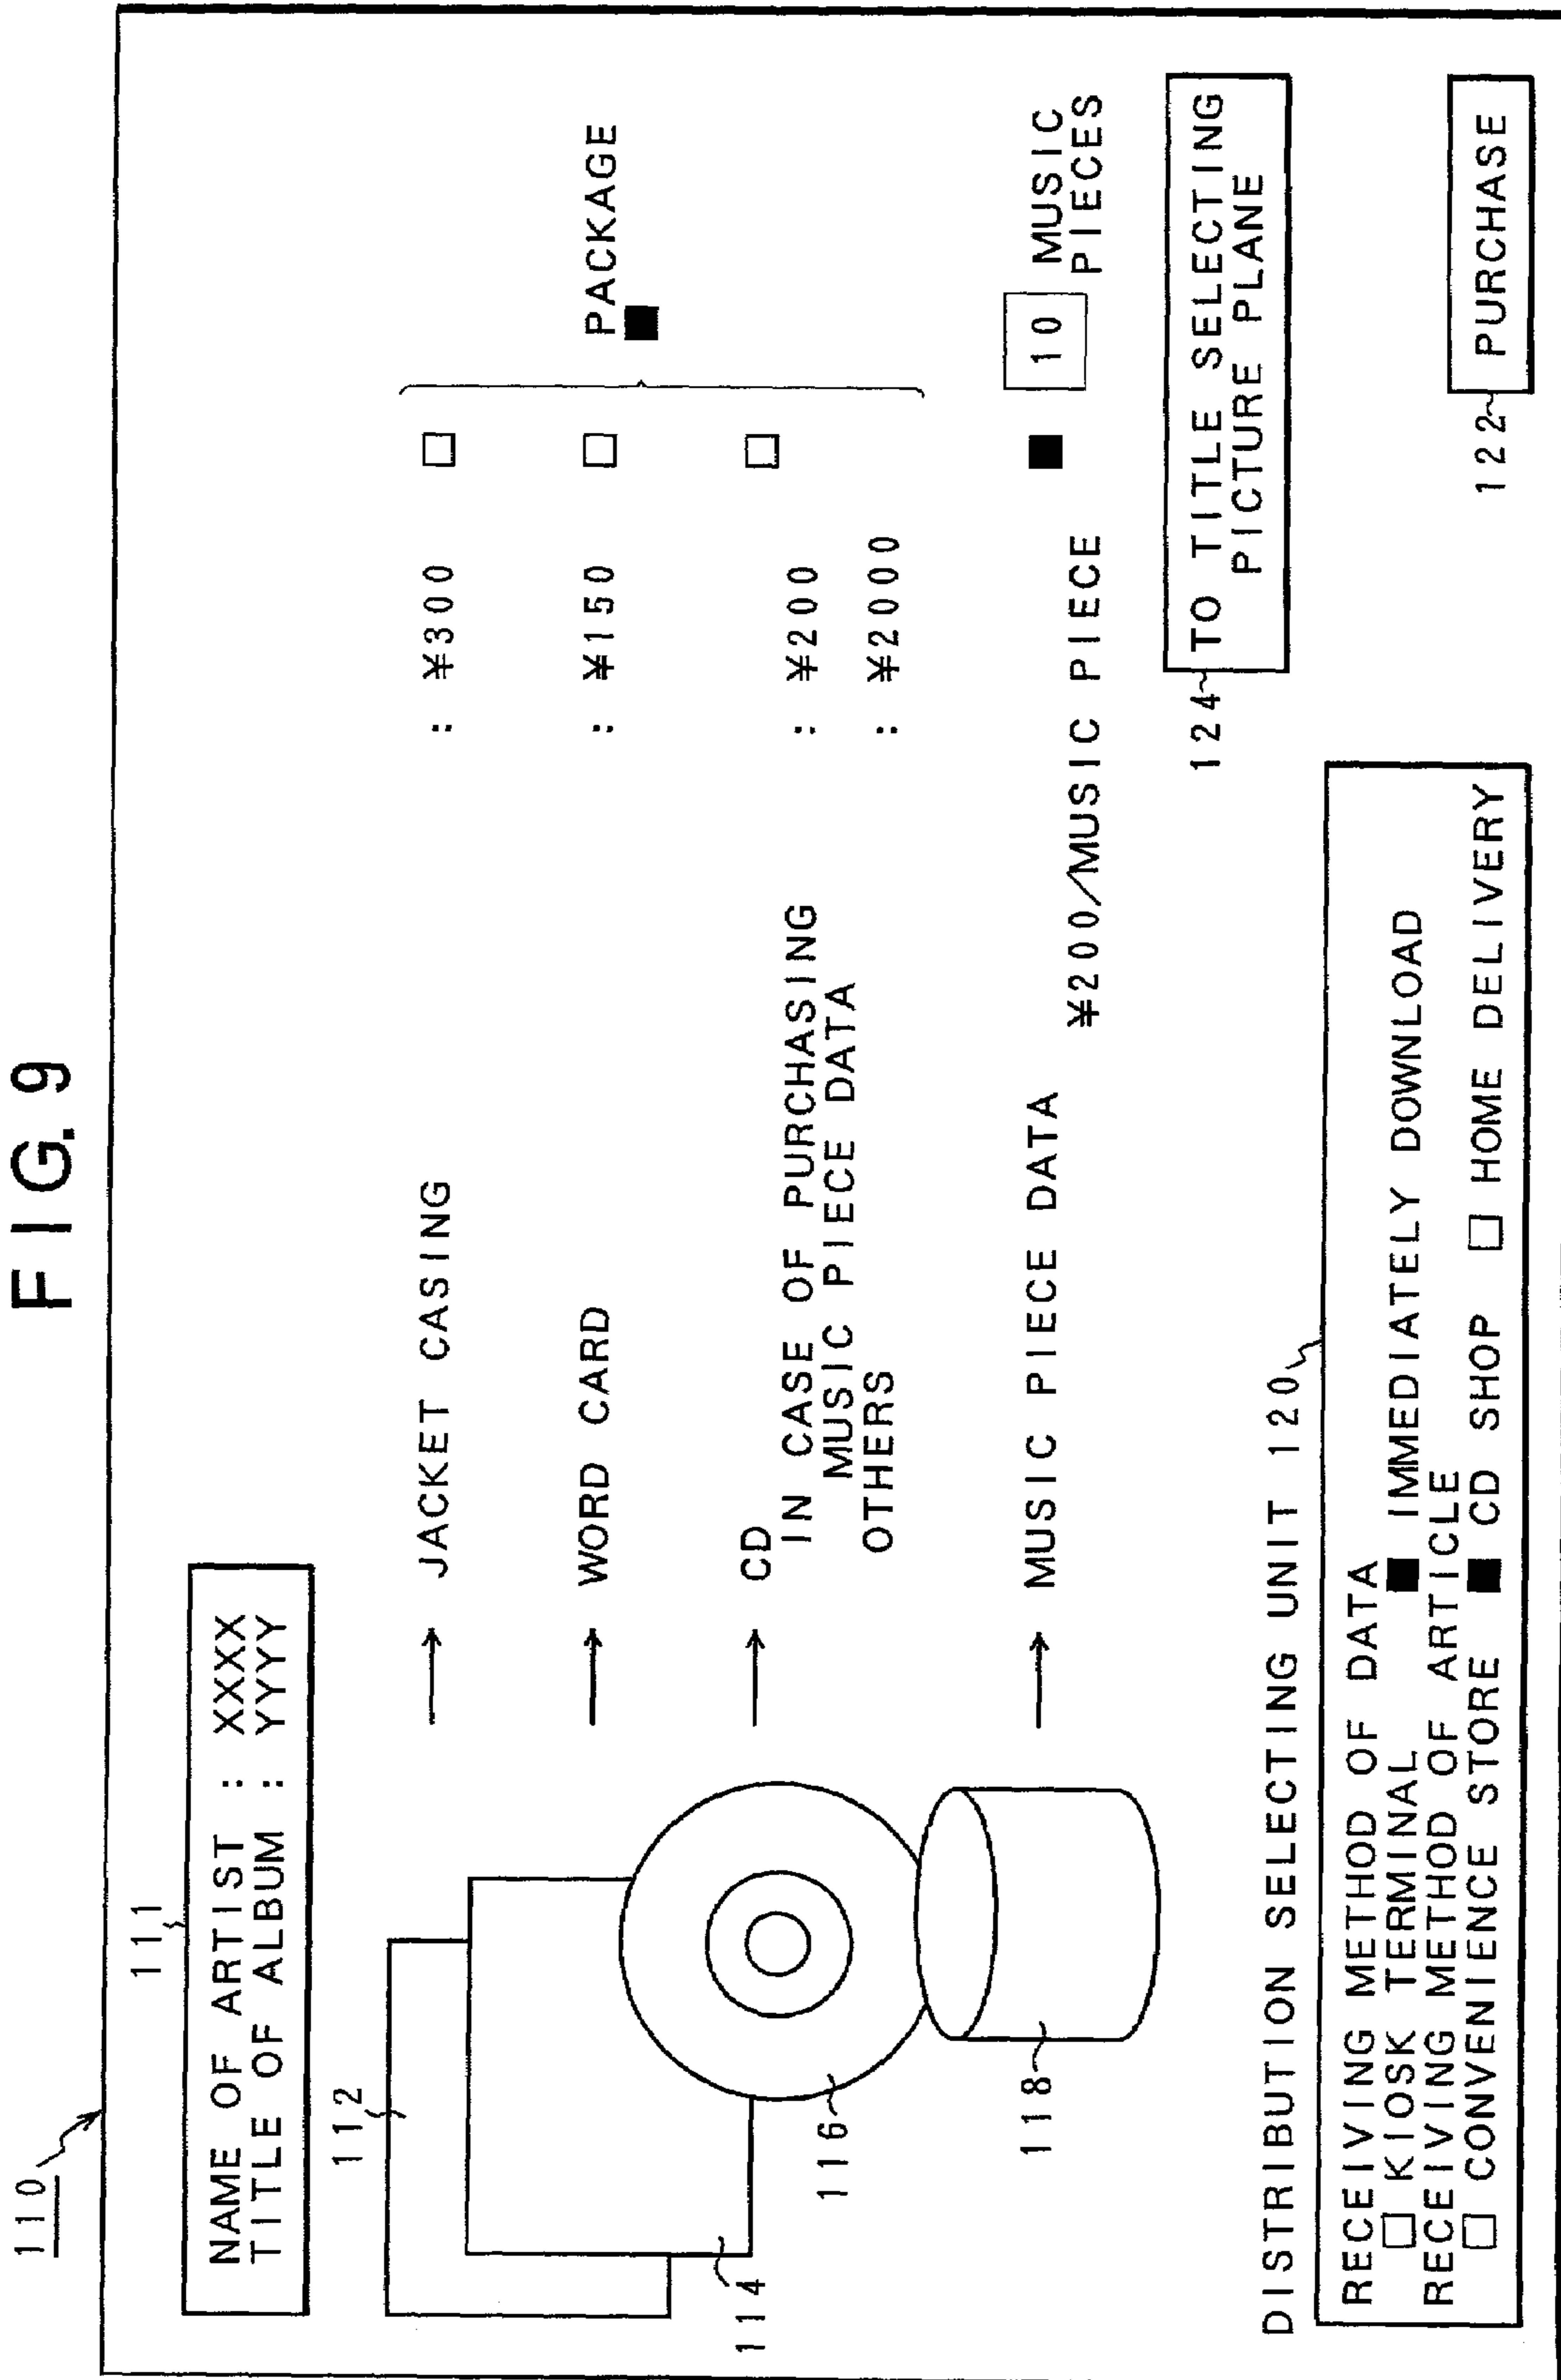 FIG. 9
110
111
NAME OF ARTIST : XXXX
TITLE OF ALBUM : YYYY
112
114
116
118
→ JACKET CASING : ¥300 □
→ WORD CARD : ¥150 □
PACKAGE
■
→ CD □
IN CASE OF PURCHASING : ¥200
MUSIC PIECE DATA
OTHERS : ¥2000
→ MUSIC PIECE DATA ■ 10 MUSIC
PIECES
¥200/MUSIC PIECE
124 TO TITLE SELECTING
PICTURE PLANE
DISTRIBUTION SELECTING UNIT 120
RECEIVING METHOD OF DATA
□ KIOSK TERMINAL ■ IMMEDIATELY DOWNLOAD
RECEIVING METHOD OF ARTICLE
□ CONVENIENCE STORE ■ CD SHOP □ HOME DELIVERY
122 PURCHASE